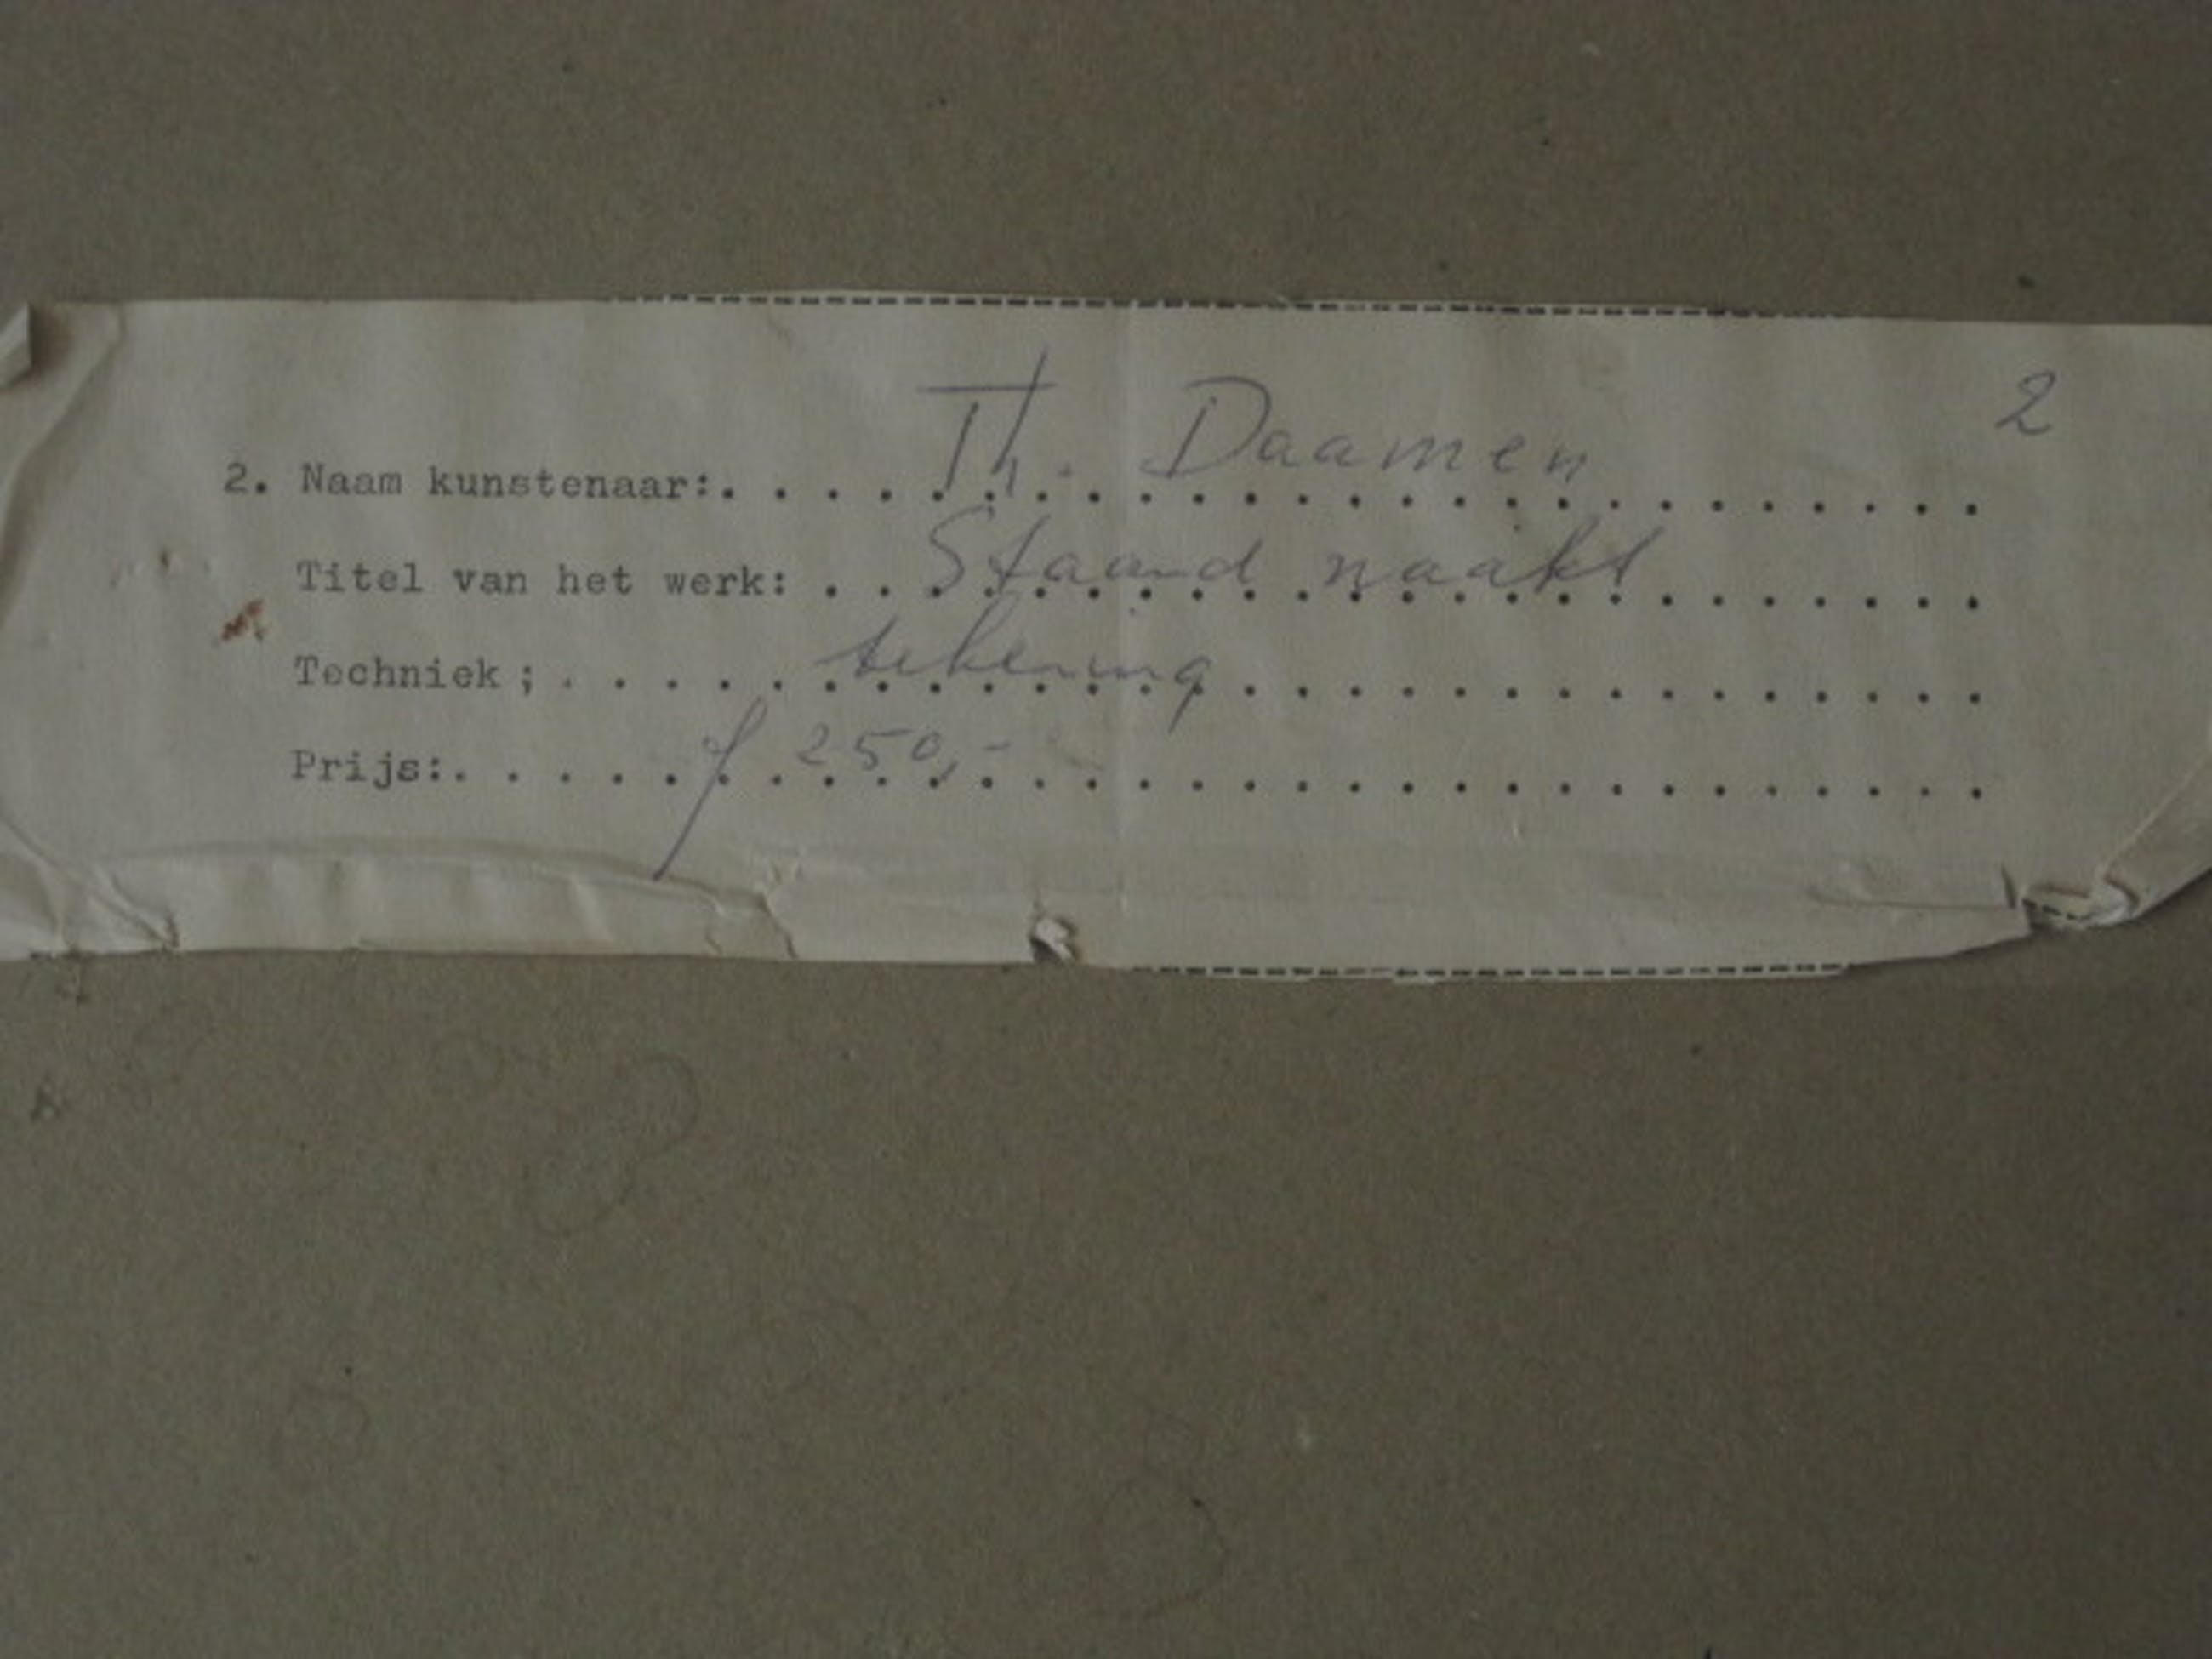 2
2. Naam kunstenaar:. . . . Th. Daamen . . . . . . . .
Titel van het werk: . . Staand naakt . . . . . .
Techniek ; . . . . . tekening . . . . . . . . . . . . . .
Prijs:. . . . . f 250,- . . . . . . . . . . . . . . . . . . .